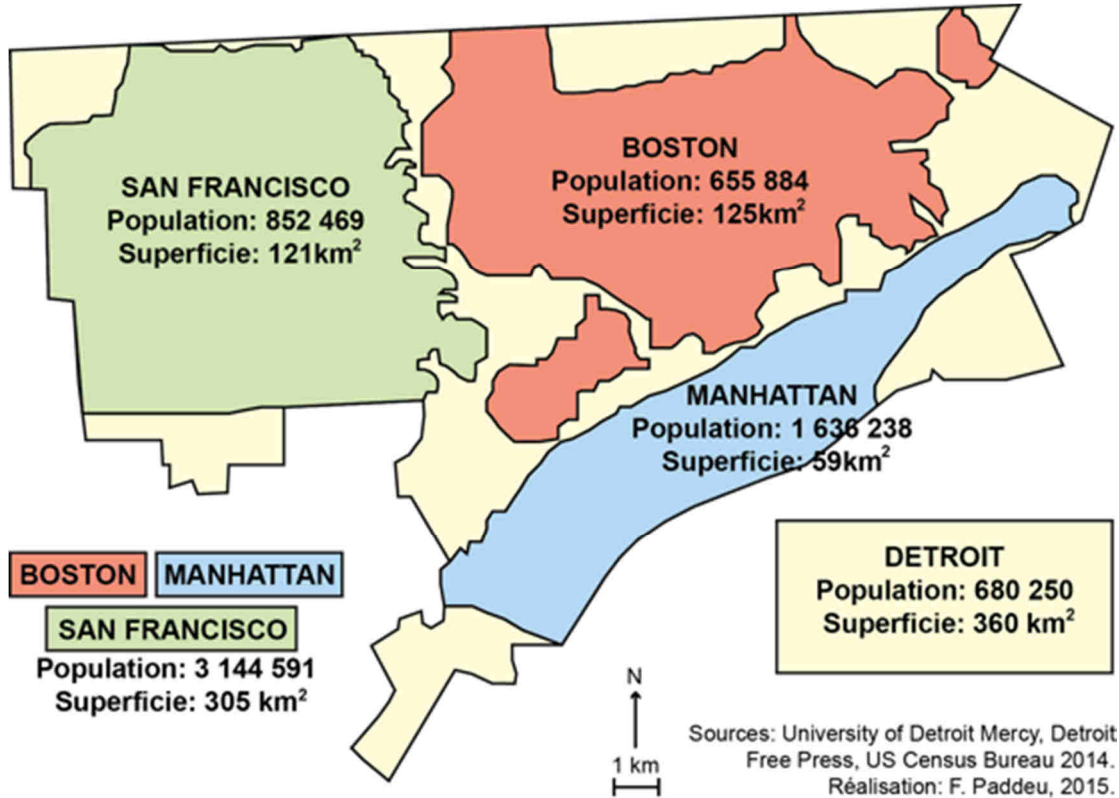 SAN FRANCISCO
Population: 852 469
Superficie: 121km²
BOSTON
Population: 655 884
Superficie: 125km²
MANHATTAN
Population: 1 636 238
Superficie: 59km²
BOSTON
MANHATTAN
SAN FRANCISCO
Population: 3 144 591
Superficie: 305 km²
DETROIT
Population: 680 250
Superficie: 360 km²
N
1 km
Sources: University of Detroit Mercy, Detroit
Free Press, US Census Bureau 2014.
Réalisation: F. Paddeu, 2015.